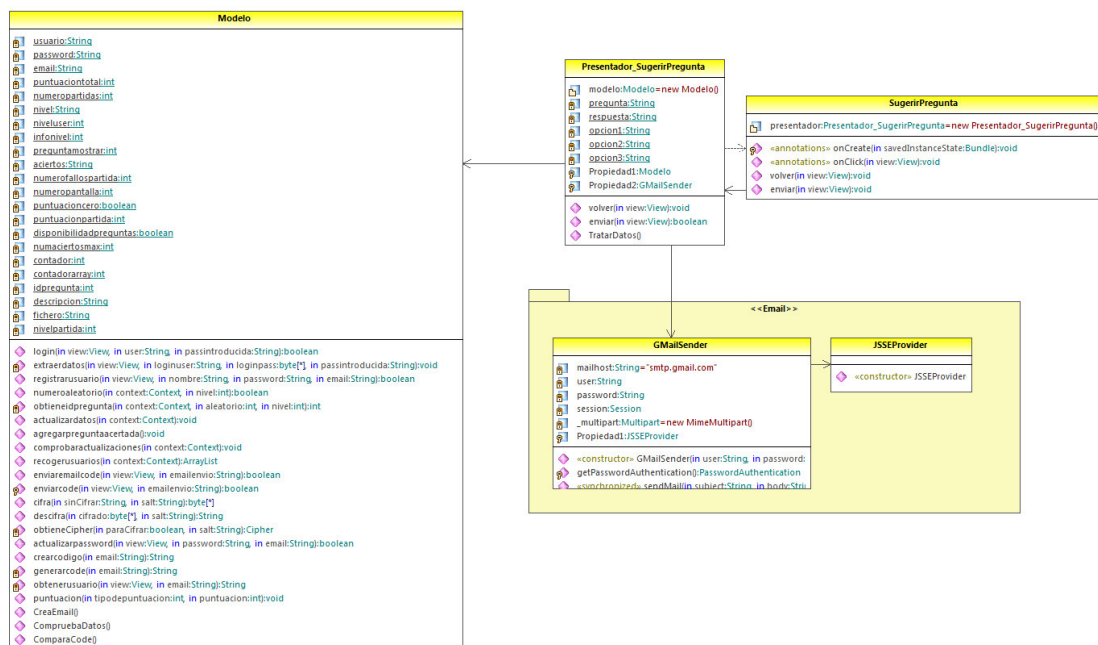 Modelo
usuario:String
password:String
email:String
puntuaciontotal:int
numeropartidas:int
nivel:String
niveluser:int
infonivel:int
preguntamostrar:int
aciertos:String
numerofallospartida:int
numeropantalla:int
puntuacioncero:boolean
puntuacionpartida:int
disponibilidadpreguntas:boolean
numaciertosmax:int
contador:int
contadorarray:int
idpregunta:int
descripcion:String
fichero:String
nivelpartida:int
login(in view:View, in user:String, in passintroducida:String):boolean
extraerdatos(in view:View, in loginuser:String, in loginpass:byte[*], in passintroducida:String):void
registrarusuario(in view:View, in nombre:String, in password:String, in email:String):boolean
numeroaleatorio(in context:Context, in nivel:int):boolean
obtieneidpregunta(in context:Context, in aleatorio:int, in nivel:int):int
actualizardatos(in context:Context):void
agregarpreguntaacertada():void
comprobaractualizaciones(in context:Context):void
recogerusuarios(in context:Context):ArrayList
enviaremailcode(in view:View, in emailenvio:String):boolean
enviarcode(in view:View, in emailenvio:String):boolean
cifra(in sinCifrar:String, in salt:String):byte[*]
descifra(in cifrado:byte[*], in salt:String):String
obtieneCipher(in paraCifrar:boolean, in salt:String):Cipher
actualizarpassword(in view:View, in password:String, in email:String):boolean
crearcodigo(in email:String):String
generarcode(in email:String):String
obtenerusuario(in view:View, in email:String):String
puntuacion(in tipodepuntuacion:int, in puntuacion:int):void
CreaEmail()
CompruebaDatos()
ComparaCode()
Presentador_SugerirPregunta
modelo:Modelo=new Modelo()
pregunta:String
respuesta:String
opcion1:String
opcion2:String
opcion3:String
Propiedad1:Modelo
Propiedad2:GMailSender
volver(in view:View):void
enviar(in view:View):boolean
TratarDatos()
SugerirPregunta
presentador:Presentador_SugerirPregunta=new Presentador_SugerirPregunta()
«annotations» onCreate(in savedInstanceState:Bundle):void
«annotations» onClick(in view:View):void
volver(in view:View):void
enviar(in view:View):void
<<Email>>
GMailSender
mailhost:String="smtp.gmail.com"
user:String
password:String
session:Session
_multipart:Multipart=new MimeMultipart()
Propiedad1:JSSEProvider
«constructor» GMailSender(in user:String, in password:
getPasswordAuthentication():PasswordAuthentication
«synchronized» sendMail(in subject:String, in body:Strin
JSSEProvider
«constructor» JSSEProvider